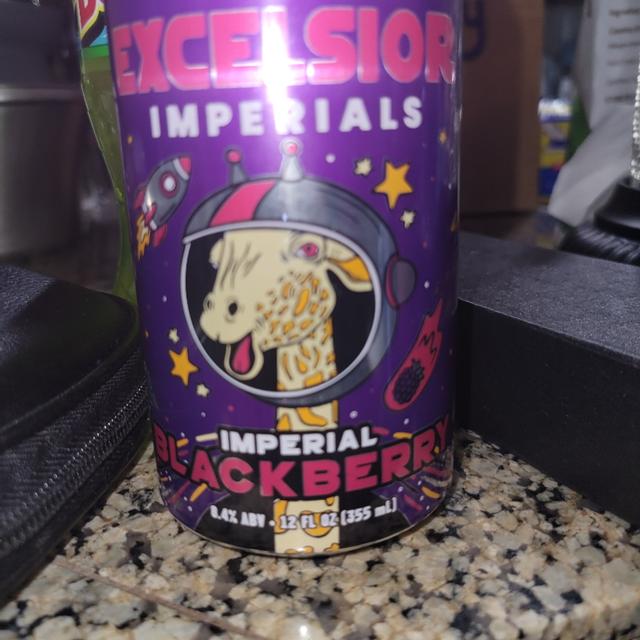 EXCELSIOR
IMPERIALS
IMPERIAL
BLACKBERRY
8.4% ABV • 12 FL OZ (355 mL)